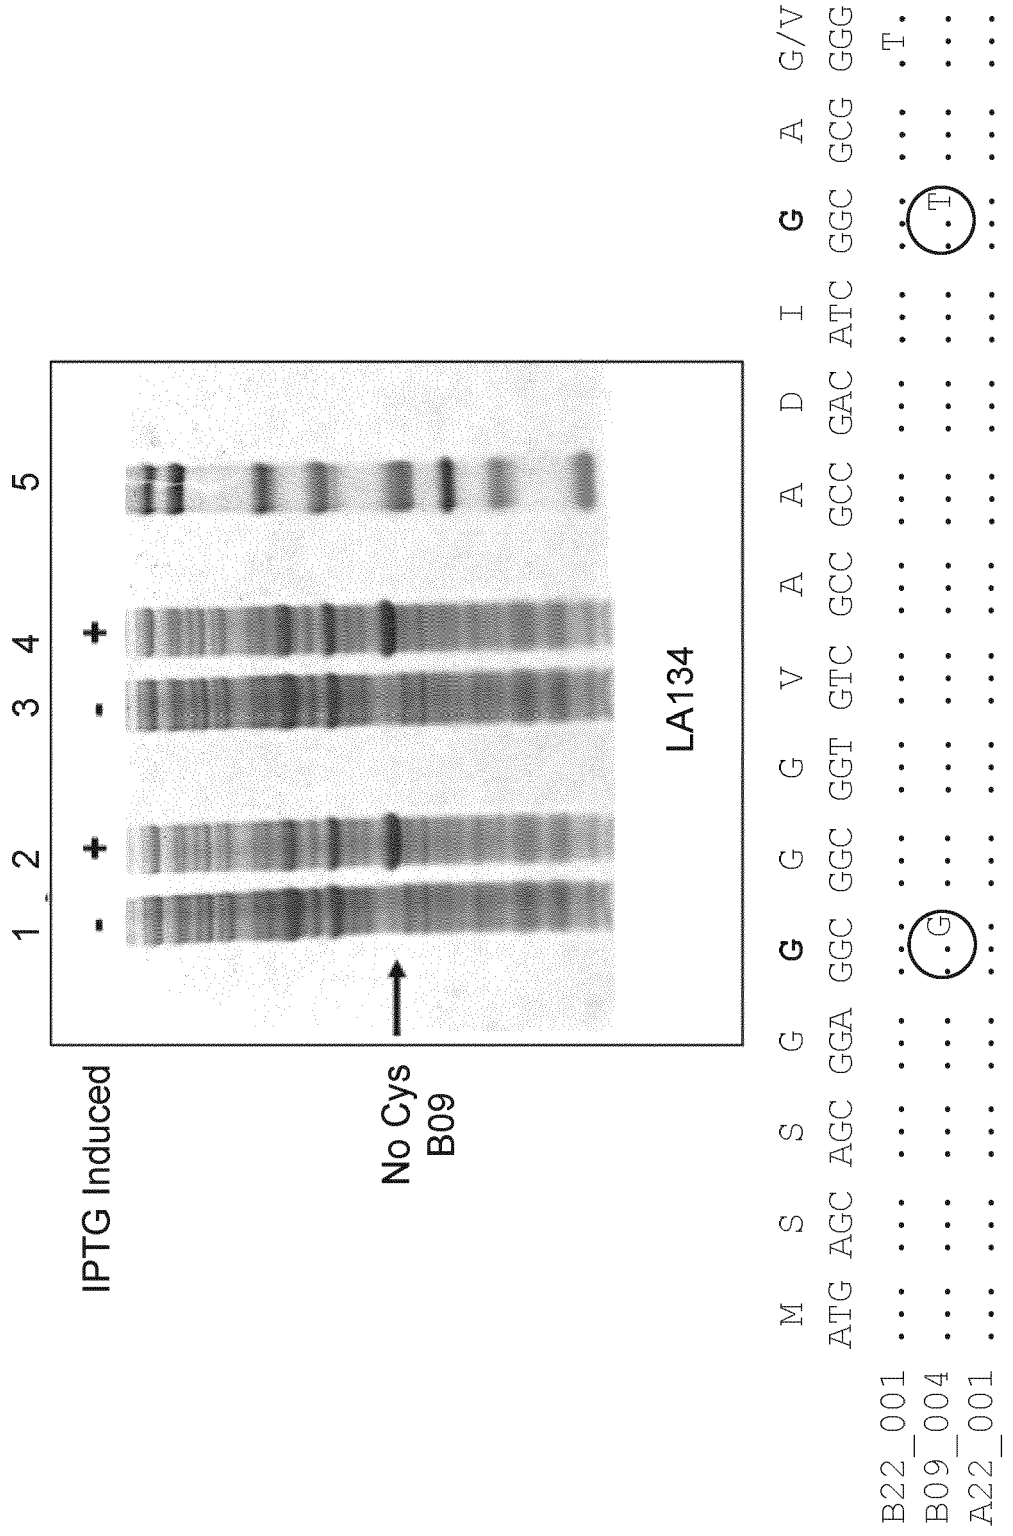 1 2 3 4 5
IPTG Induced - + - +
No Cys
B09
LA134
M S S G G G G V A A D I G A G/V
ATG AGC AGC GGA GGC GGC GGT GTC GCC GCC GAC ATC GGC GCG GGG
B22_001 ... ... ... ... ... ... ... ... ... ... ... ... ... ... .T.
B09_004 ... ... ... ... ..G ... ... ... ... ... ... ... ..T ... ...
A22_001 ... ... ... ... ... ... ... ... ... ... ... ... ... ... ...